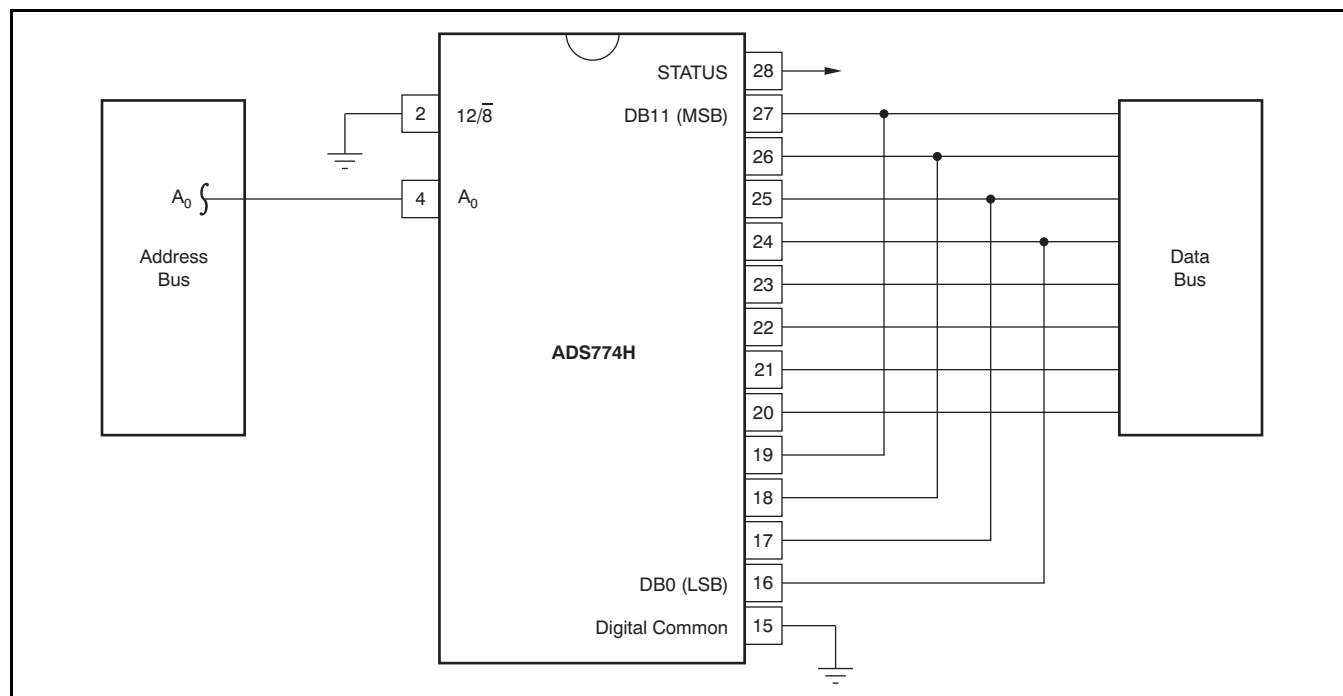 STATUS 28
2 12/8̅ DB11 (MSB) 27
26
A₀ 4 A₀ 25
24
Address
Bus
Data
Bus
23
22
ADS774H
21
20
19
18
17
DB0 (LSB) 16
Digital Common 15